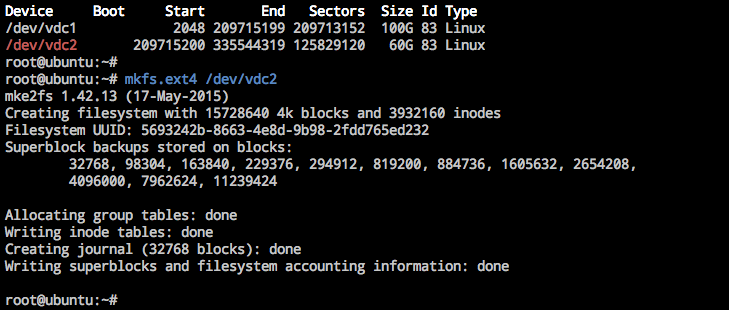 Device     Boot     Start       End   Sectors  Size Id Type
/dev/vdc1            2048 209715199 209713152  100G 83 Linux
/dev/vdc2       209715200 335544319 125829120   60G 83 Linux
root@ubuntu:~#
root@ubuntu:~# mkfs.ext4 /dev/vdc2
mke2fs 1.42.13 (17-May-2015)
Creating filesystem with 15728640 4k blocks and 3932160 inodes
Filesystem UUID: 5693242b-8663-4e8d-9b98-2fdd765ed232
Superblock backups stored on blocks:
        32768, 98304, 163840, 229376, 294912, 819200, 884736, 1605632, 2654208,
        4096000, 7962624, 11239424

Allocating group tables: done
Writing inode tables: done
Creating journal (32768 blocks): done
Writing superblocks and filesystem accounting information: done

root@ubuntu:~#